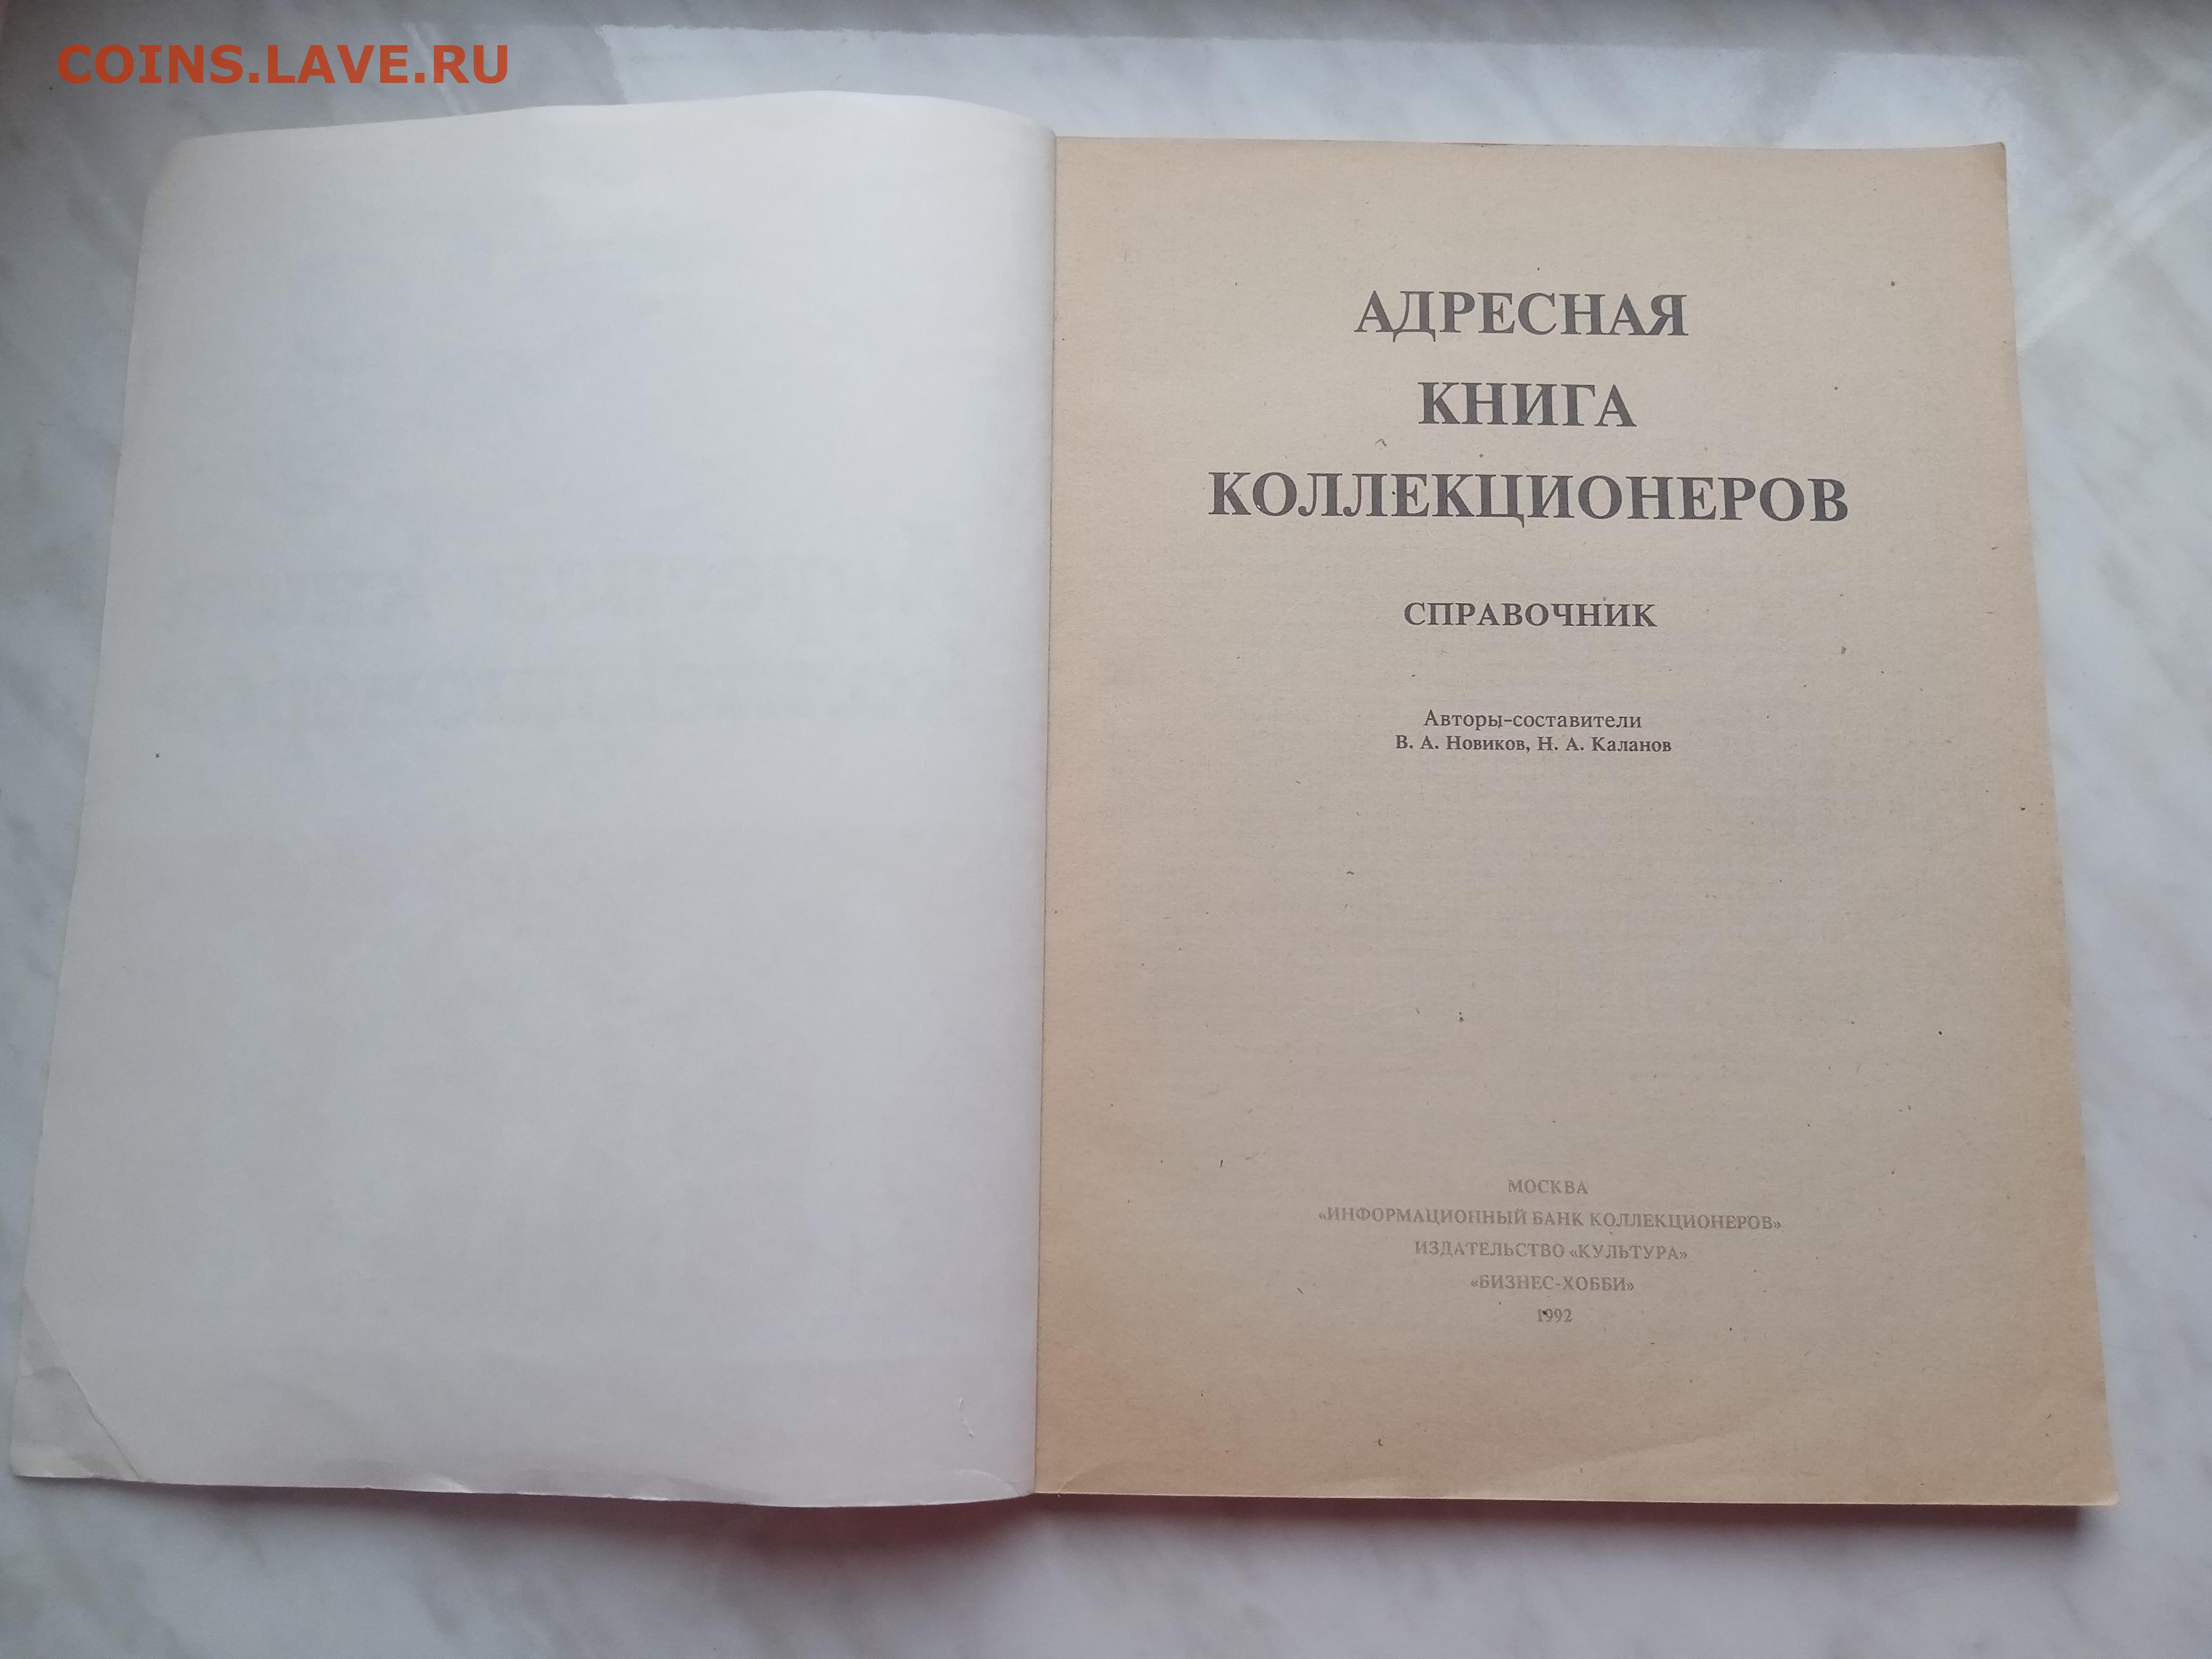 COINS.LAVE.RU
АДРЕСНАЯ
КНИГА
КОЛЛЕКЦИОНЕРОВ
СПРАВОЧНИК
Авторы-составители
В. А. Новиков, Н. А. Каланов
МОСКВА
«ИНФОРМАЦИОННЫЙ БАНК КОЛЛЕКЦИОНЕРОВ»
ИЗДАТЕЛЬСТВО «КУЛЬТУРА»
«БИЗНЕС-ХОББИ»
1992